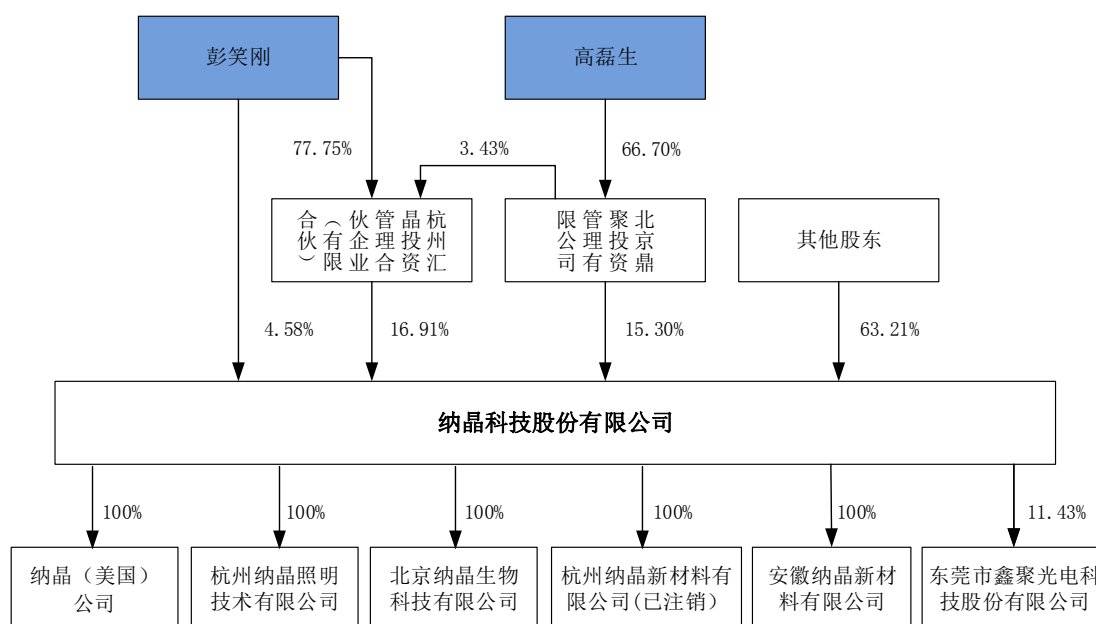 彭笑刚
高磊生
77.75%
3.43%
66.70%
杭州汇
晶投资
管理合
伙企业
（有限
合伙）
北京鼎
聚投资
管理有
限公司
其他股东
4.58%
16.91%
15.30%
63.21%
纳晶科技股份有限公司
100%
100%
100%
100%
100%
11.43%
纳晶（美国）
公司
杭州纳晶照明
技术有限公司
北京纳晶生物
科技有限公司
杭州纳晶新材料有
限公司(已注销）
安徽纳晶新材
料有限公司
东莞市鑫聚光电科
技股份有限公司